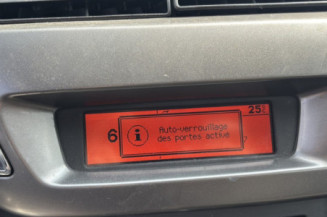 25
6
Auto-verrouillage
des portes activé